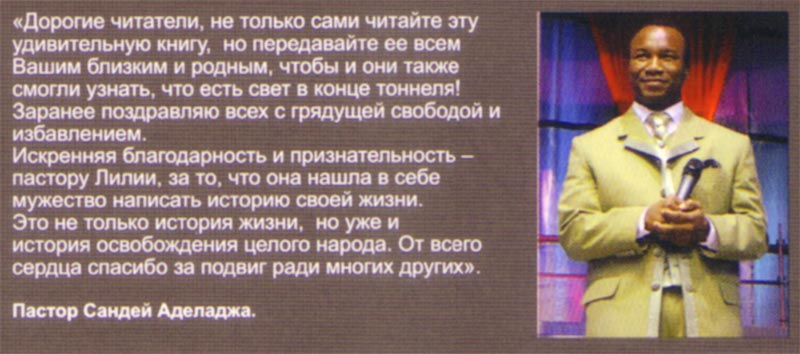 «Дорогие читатели, не только сами читайте эту
удивительную книгу,  но передавайте ее всем
Вашим близким и родным, чтобы и они также
смогли узнать, что есть свет в конце тоннеля!
Заранее поздравляю всех с грядущей свободой и
избавлением.
Искренняя благодарность и признательность –
пастору Лилии, за то, что она нашла в себе
мужество написать историю своей жизни.
Это не только история жизни,  но уже и
история освобождения целого народа. От всего
сердца спасибо за подвиг ради многих других».
Пастор Сандей Аделаджа.